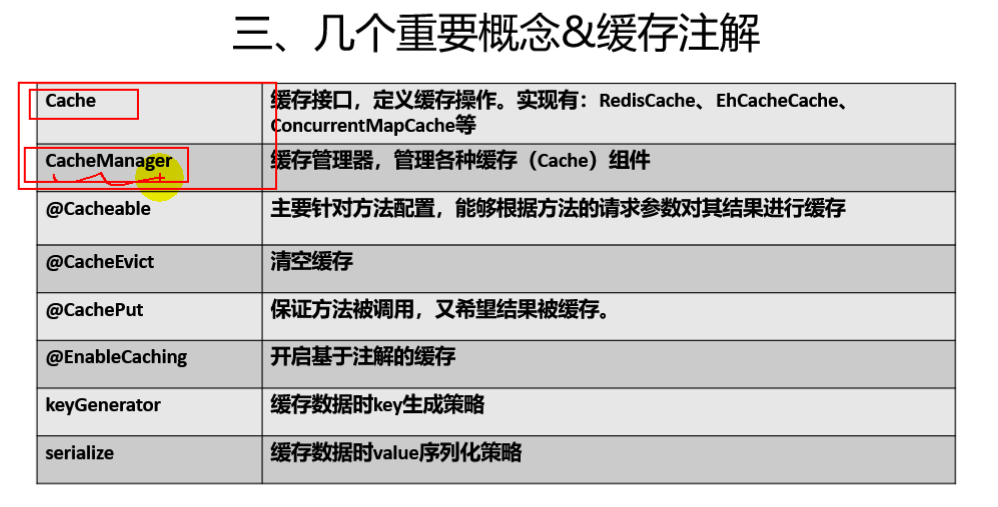 三、几个重要概念&缓存注解
Cache
缓存接口，定义缓存操作。实现有：RedisCache、EhCacheCache、
ConcurrentMapCache等
CacheManager
缓存管理器，管理各种缓存（Cache）组件
@Cacheable
主要针对方法配置，能够根据方法的请求参数对其结果进行缓存
@CacheEvict
清空缓存
@CachePut
保证方法被调用，又希望结果被缓存。
@EnableCaching
开启基于注解的缓存
keyGenerator
缓存数据时key生成策略
serialize
缓存数据时value序列化策略